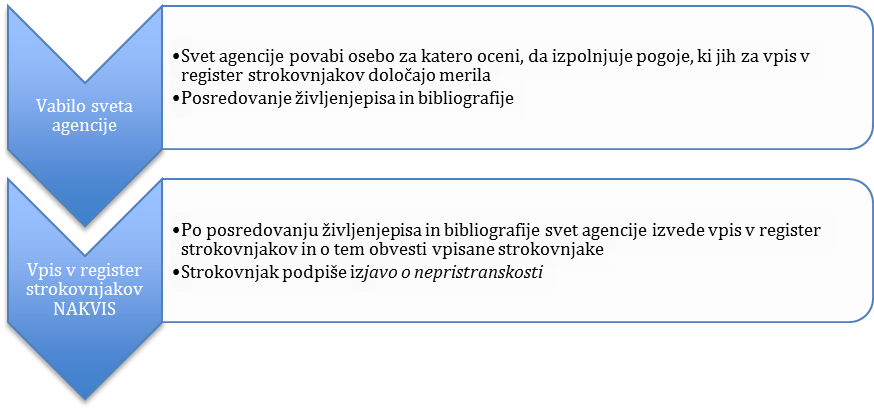 Vabilo sveta
agencije
•Svet agencije povabi osebo za katero oceni, da izpolnjuje pogoje, ki jih za vpis v
register strokovnjakov določajo merila
•Posredovanje življenjepisa in bibliografije
Vpis v register
strokovnjakov
NAKVIS
•Po posredovanju življenjepisa in bibliografije svet agencije izvede vpis v register
strokovnjakov in o tem obvesti vpisane strokovnjake
•Strokovnjak podpiše izjavo o nepristranskosti